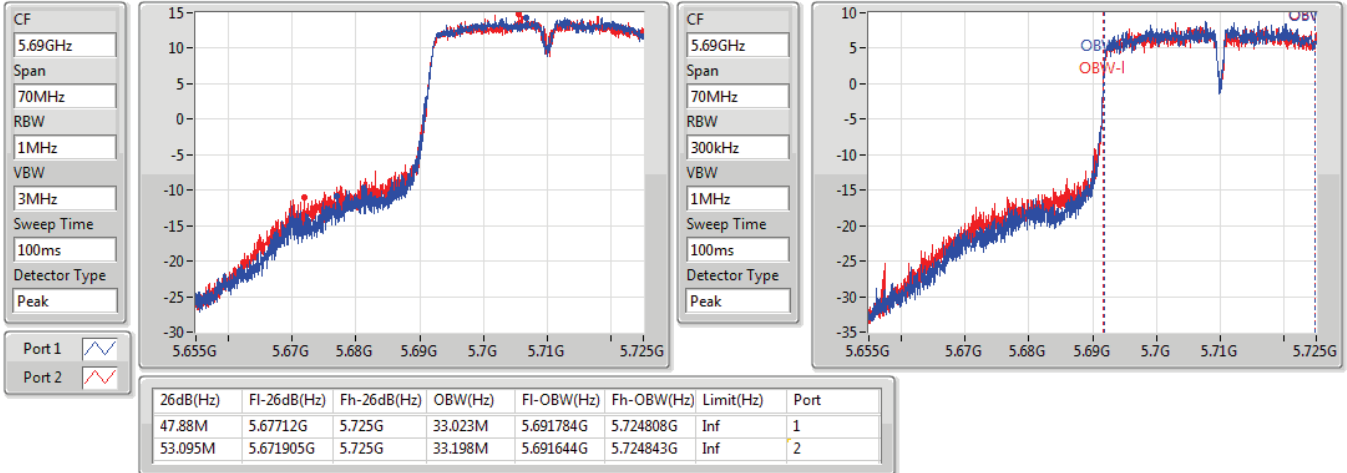 CF
5.69GHz
Span
70MHz
RBW
1MHz
VBW
3MHz
Sweep Time
100ms
Detector Type
Peak
Port 1
Port 2
15
10
5
0
-5
-10
-15
-20
-25
-30
5.655G 5.67G 5.68G 5.69G 5.7G 5.71G 5.725G
CF
5.69GHz
Span
70MHz
RBW
300kHz
VBW
1MHz
Sweep Time
100ms
Detector Type
Peak
10
5
0
-5
-10
-15
-20
-25
-30
-35
OBW-l
5.655G 5.67G 5.68G 5.69G 5.7G 5.71G 5.725G
26dB(Hz) Fl-26dB(Hz) Fh-26dB(Hz) OBW(Hz) Fl-OBW(Hz) Fh-OBW(Hz) Limit(Hz) Port
47.88M 5.67712G 5.725G 33.023M 5.691784G 5.724808G Inf 1
53.095M 5.671905G 5.725G 33.198M 5.691644G 5.724843G Inf 2